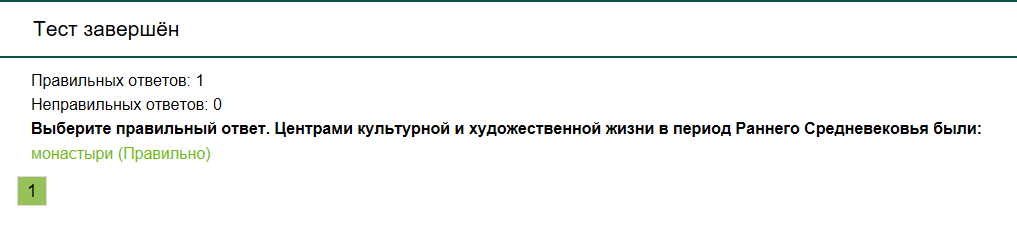 Тест завершён
Правильных ответов: 1
Неправильных ответов: 0
Выберите правильный ответ. Центрами культурной и художественной жизни в период Раннего Средневековья были:
монастыри (Правильно)
1